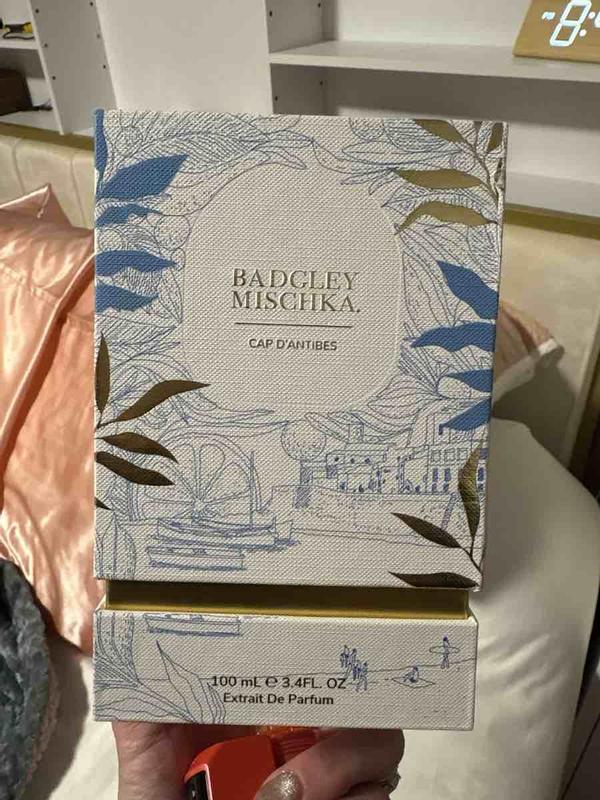 BADGLEY
MISCHKA.
CAP D'ANTIBES
100 mL ℮ 3.4FL. OZ
Extrait De Parfum